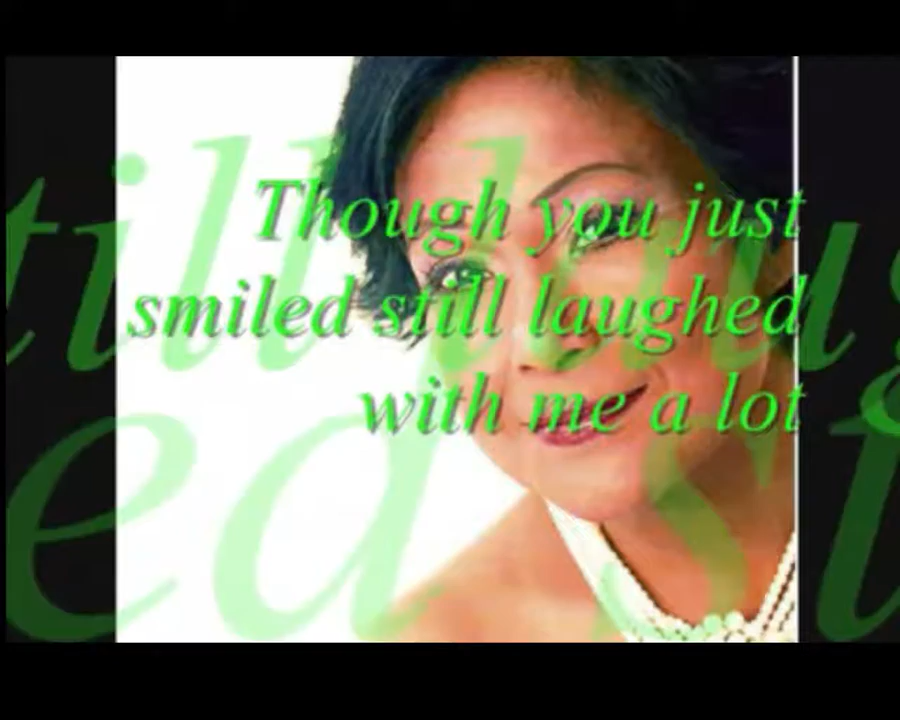 Though you just
smiled still laughed
with me a lot